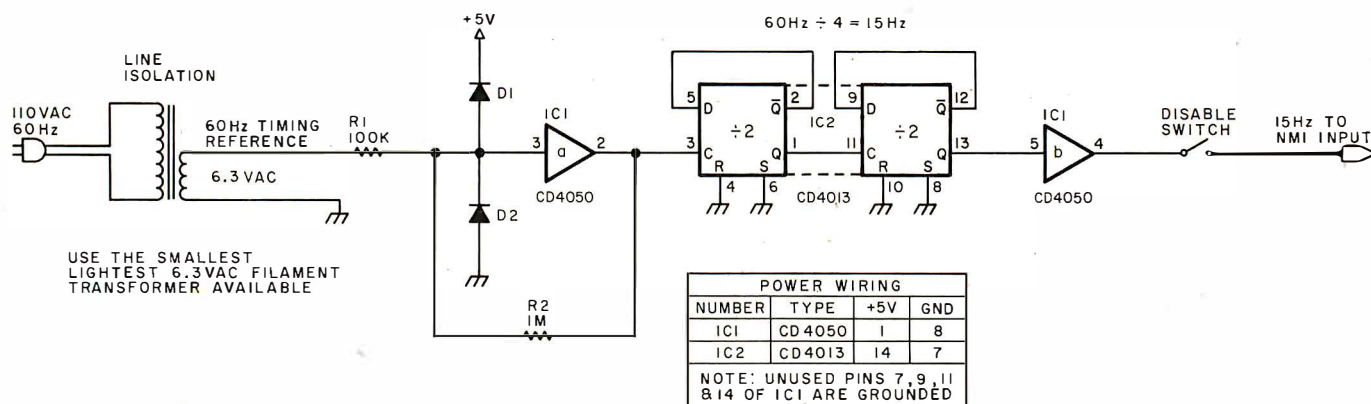 60Hz ÷ 4 = 15Hz
+5V
LINE
ISOLATION
110VAC
60Hz
60Hz TIMING
REFERENCE
6.3 VAC
R1
100K
D1
D2
IC1
3
a
2
CD4050
R2
1M
5
D
Q
2
÷2
3
C
R
S
Q
1
4
6
IC2
CD4013
9
D
Q
12
÷2
11
C
R
S
Q
13
10
8
IC1
5
b
4
CD4050
DISABLE
SWITCH
15Hz TO
NMI INPUT
USE THE SMALLEST
LIGHTEST 6.3VAC FILAMENT
TRANSFORMER AVAILABLE
POWER WIRING
NUMBER TYPE +5V GND
IC1 CD4050 1 8
IC2 CD4013 14 7
NOTE: UNUSED PINS 7,9,11
&14 OF IC1 ARE GROUNDED